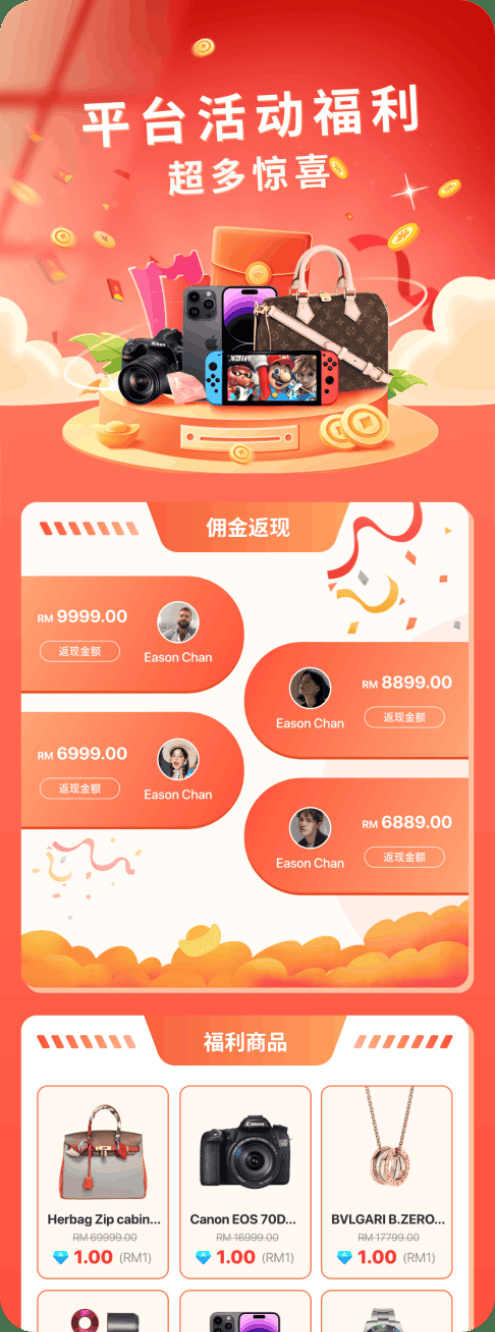 平台活动福利
超多惊喜
佣金返现
RM 9999.00
返现金额
Eason Chan
RM 8899.00
返现金额
Eason Chan
RM 6999.00
返现金额
Eason Chan
RM 6889.00
返现金额
Eason Chan
福利商品
Herbag Zip cabin...
RM 69999.00
1.00 (RM1)
Canon EOS 70D...
RM 16999.00
1.00 (RM1)
BVLGARI B.ZERO...
RM 17799.00
1.00 (RM1)